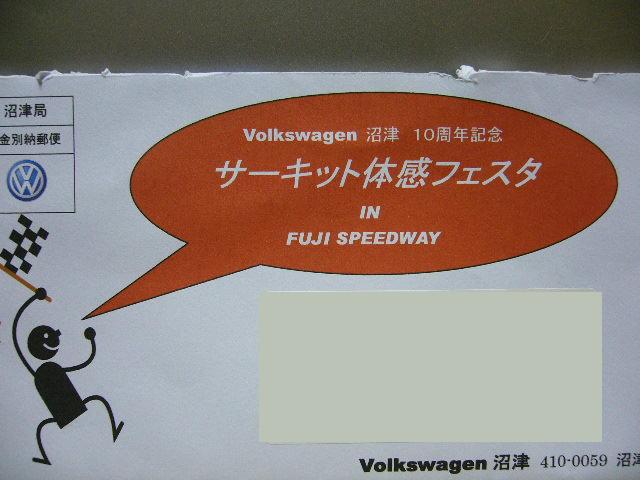 沼津局
金別納郵便
Volkswagen 沼津 10周年記念
サーキット体感フェスタ
IN
FUJI SPEEDWAY
Volkswagen 沼津 410-0059 沼津